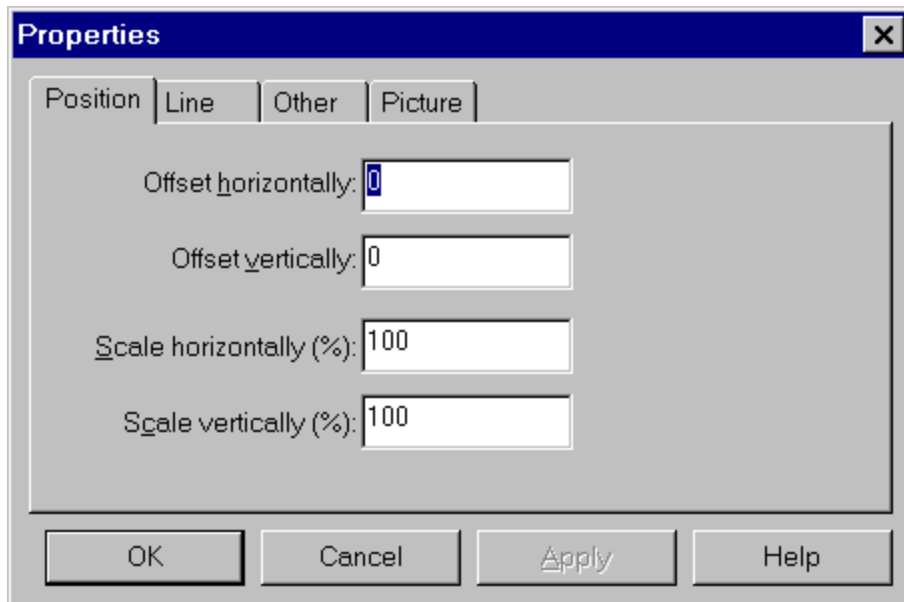 Properties
Position Line Other Picture
Offset horizontally: 0
Offset vertically: 0
Scale horizontally (%): 100
Scale vertically (%): 100
OK Cancel Apply Help